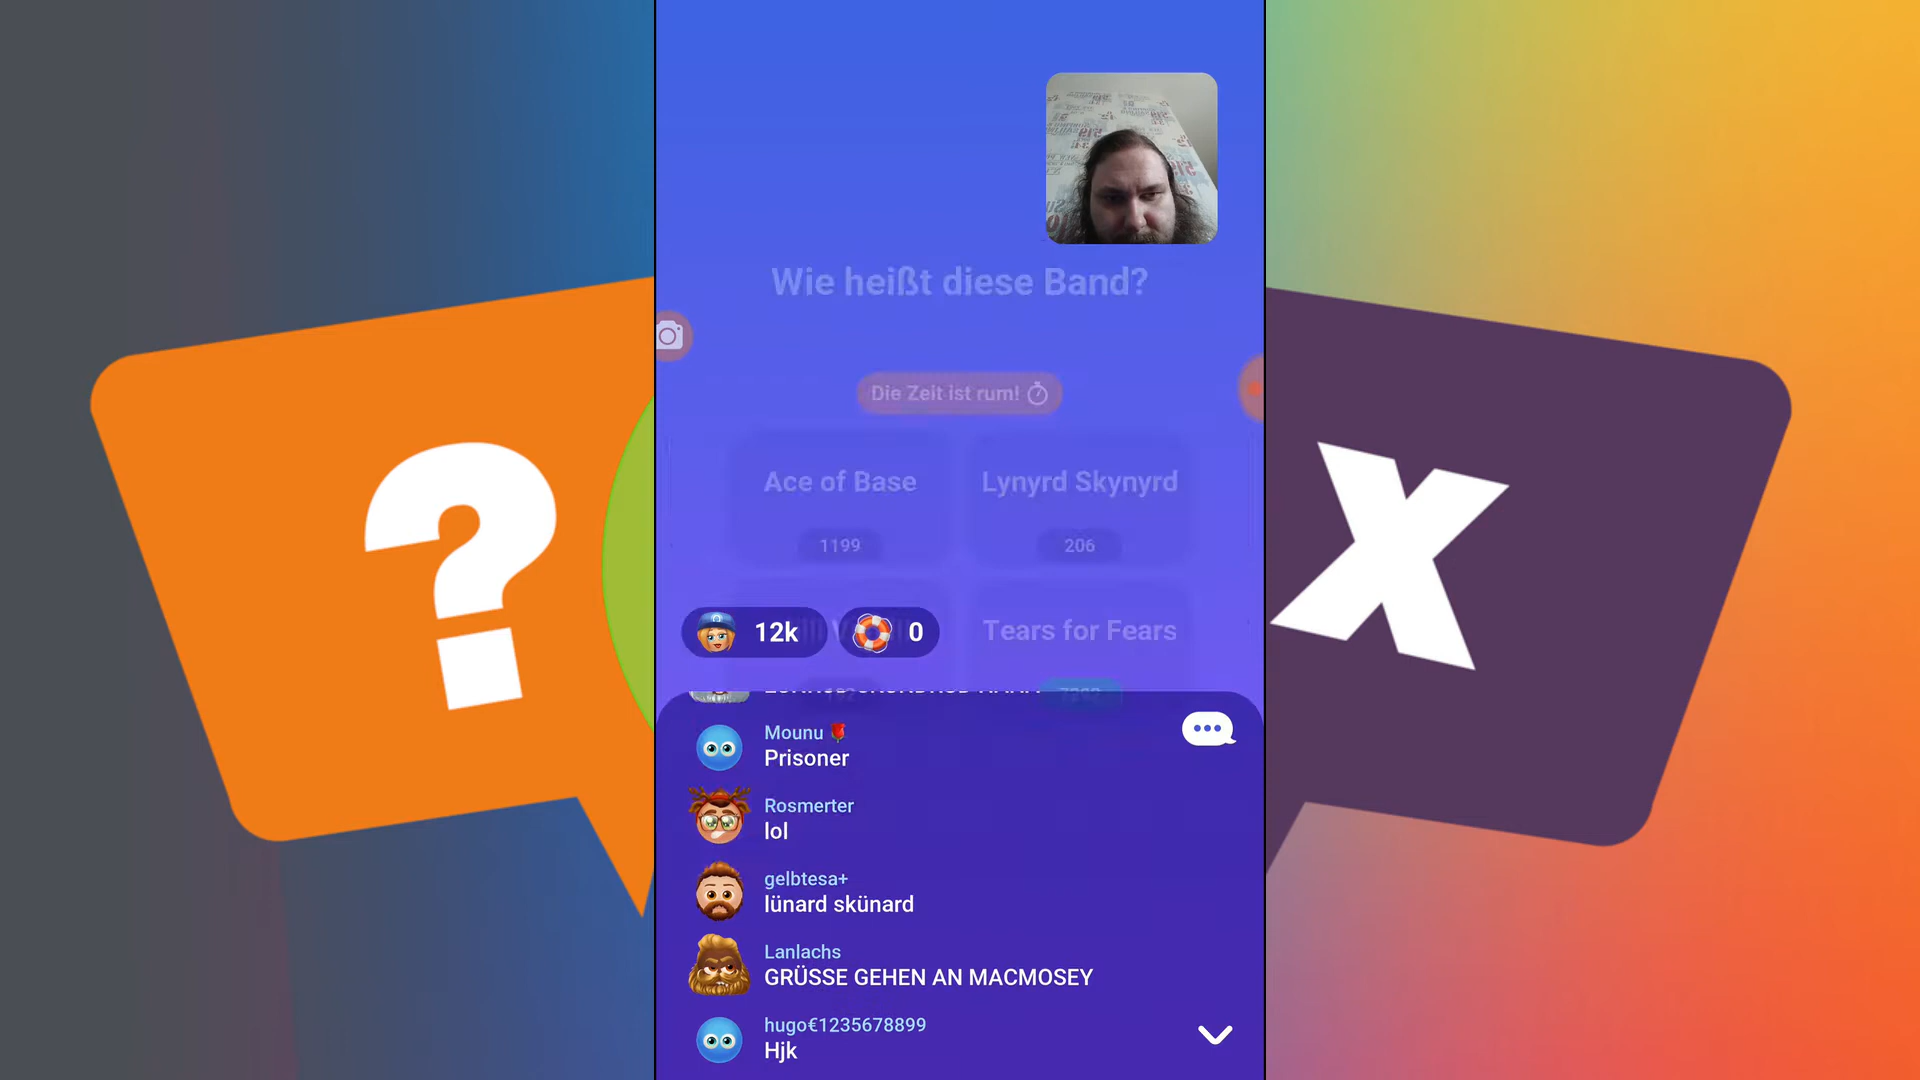 Wie heißt diese Band?
Die Zeit ist rum!
Ace of Base
Lynyrd Skynyrd
1199
206
12k
0
Tears for Fears
Mounu
Prisoner
Rosmerter
lol
gelbtesa+
lünard skünard
Lanlachs
GRÜSSE GEHEN AN MACMOSEY
hugo€1235678899
Hjk
?
X